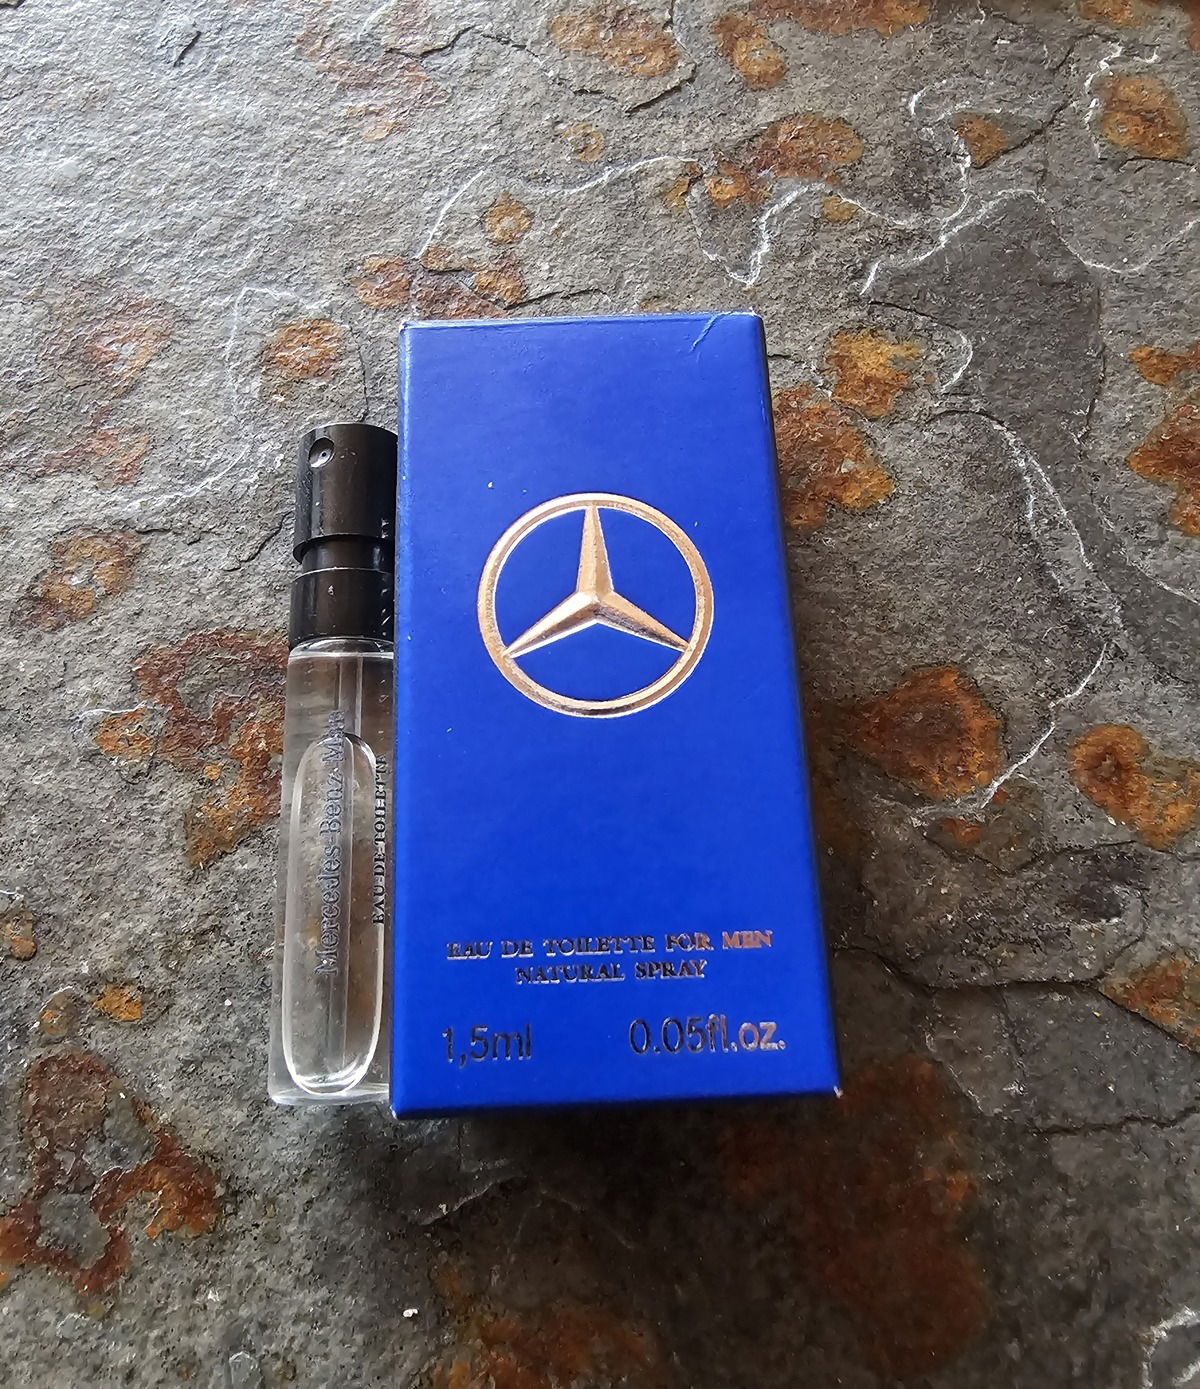 Mercedes-Benz Man
EAU DE TOILETTE
EAU DE TOILETTE FOR MEN
NATURAL SPRAY
1,5ml 0.05fl.oz.